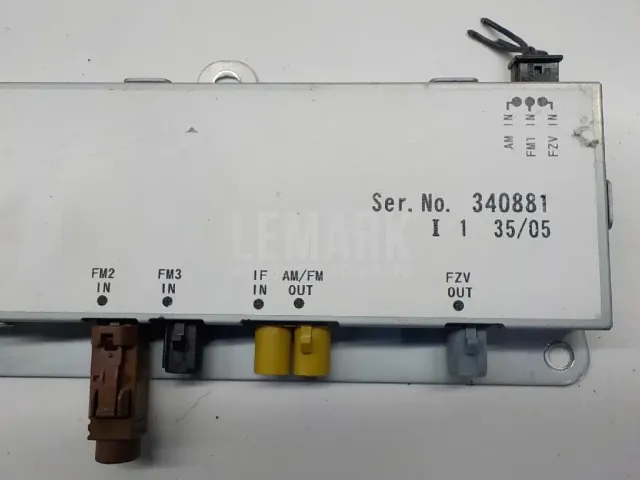 AM IN
FM1 IN
FZV IN
Ser. No. 340881
I 1 35/05
LEMARK
FM2 IN
FM3 IN
IF IN
AM/FM OUT
FZV OUT